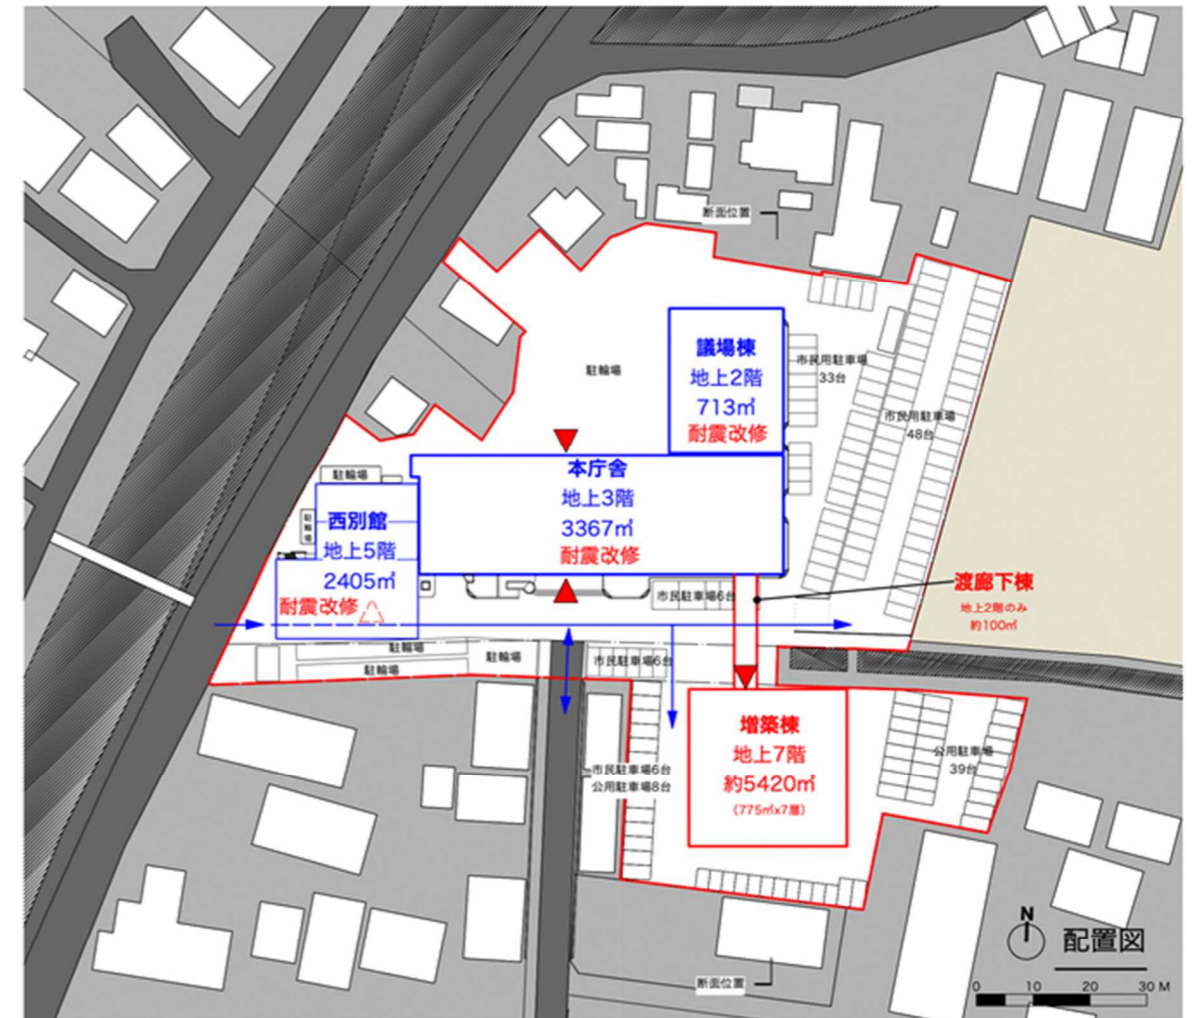 断面位置
議場棟
地上2階
713㎡
耐震改修
駐輪場
市民用駐車場
33台
市民用駐車場
48台
本庁舎
地上3階
3367㎡
耐震改修
駐輪場
駐輪場
西別館
地上5階
2405㎡
耐震改修
市民駐車場6台
渡廊下棟
地上2階のみ
約100㎡
駐輪場
駐輪場
駐輪場
市民駐車場6台
増築棟
地上7階
約5420㎡
(775㎡x7層)
市民駐車場6台
公用駐車場8台
公用駐車場
39台
N
配置図
断面位置
0 10 20 30 M